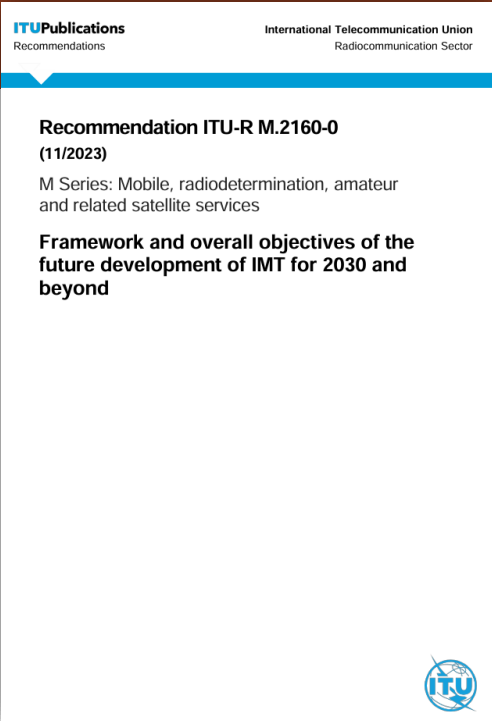 ITUPublications
Recommendations
International Telecommunication Union
Radiocommunication Sector
Recommendation ITU-R M.2160-0
(11/2023)
M Series: Mobile, radiodetermination, amateur
and related satellite services
Framework and overall objectives of the
future development of IMT for 2030 and
beyond
ITU